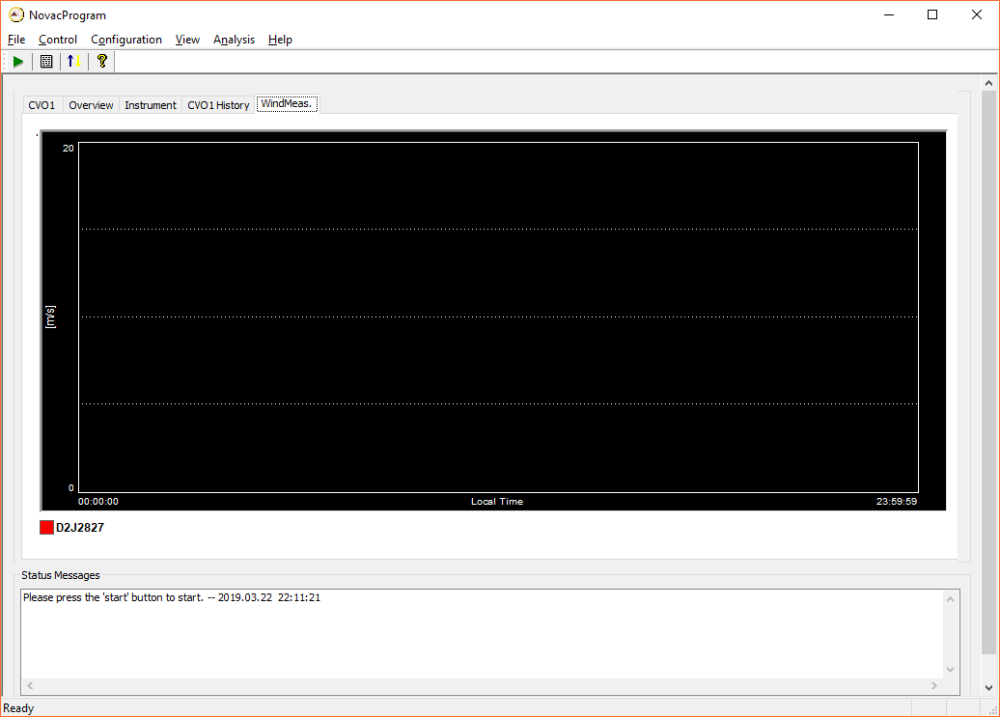 NovacProgram
File Control Configuration View Analysis Help
CVO1 Overview Instrument CVO1 History WindMeas.
20
[m/s]
0
00:00:00 Local Time 23:59:59
D2J2827
Status Messages
Please press the 'start' button to start. -- 2019.03.22 22:11:21
Ready